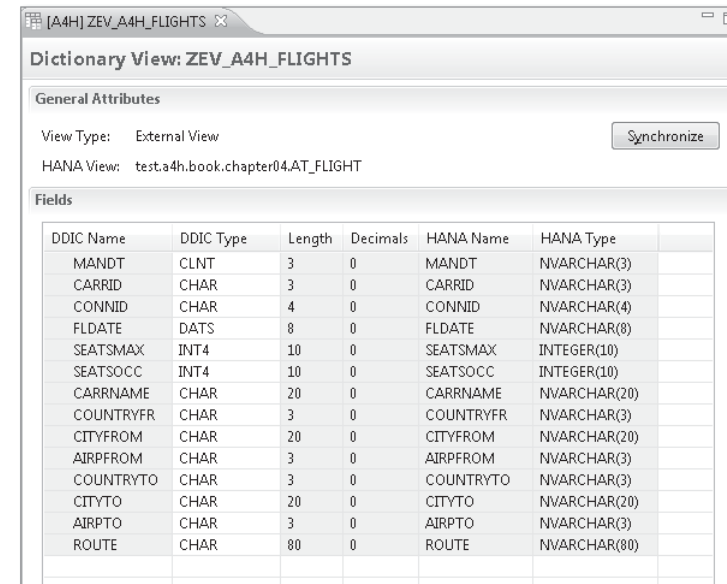 [A4H] ZEV_A4H_FLIGHTS
Dictionary View: ZEV_A4H_FLIGHTS
General Attributes
View Type: External View
Synchronize
HANA View: test.a4h.book.chapter04.AT_FLIGHT
Fields
DDIC Name DDIC Type Length Decimals HANA Name HANA Type
MANDT CLNT 3 0 MANDT NVARCHAR(3)
CARRID CHAR 3 0 CARRID NVARCHAR(3)
CONNID CHAR 4 0 CONNID NVARCHAR(4)
FLDATE DATS 8 0 FLDATE NVARCHAR(8)
SEATSMAX INT4 10 0 SEATSMAX INTEGER(10)
SEATSOCC INT4 10 0 SEATSOCC INTEGER(10)
CARRNAME CHAR 20 0 CARRNAME NVARCHAR(20)
COUNTRYFR CHAR 3 0 COUNTRYFR NVARCHAR(3)
CITYFROM CHAR 20 0 CITYFROM NVARCHAR(20)
AIRPFROM CHAR 3 0 AIRPFROM NVARCHAR(3)
COUNTRYTO CHAR 3 0 COUNTRYTO NVARCHAR(3)
CITYTO CHAR 20 0 CITYTO NVARCHAR(20)
AIRPTO CHAR 3 0 AIRPTO NVARCHAR(3)
ROUTE CHAR 80 0 ROUTE NVARCHAR(80)